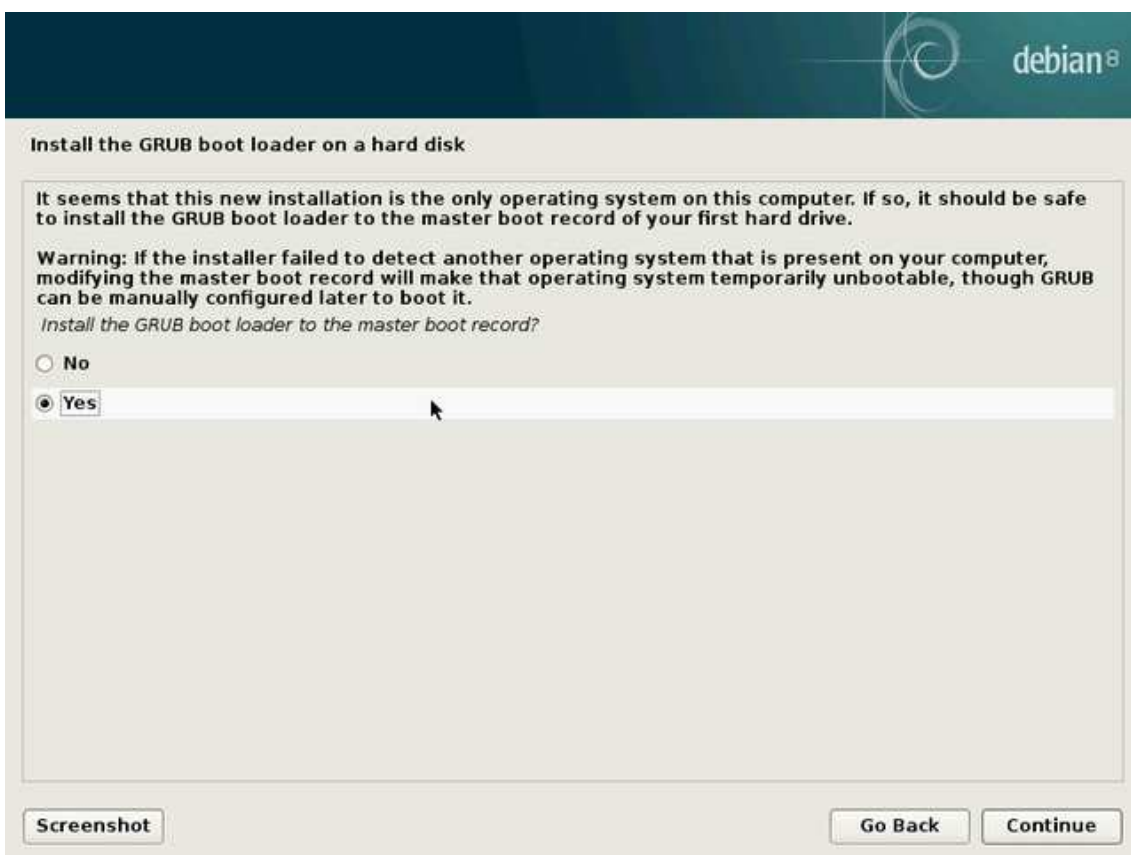 debian 8
Install the GRUB boot loader on a hard disk
It seems that this new installation is the only operating system on this computer. If so, it should be safe
to install the GRUB boot loader to the master boot record of your first hard drive.
Warning: If the installer failed to detect another operating system that is present on your computer,
modifying the master boot record will make that operating system temporarily unbootable, though GRUB
can be manually configured later to boot it.
Install the GRUB boot loader to the master boot record?
No
Yes
Screenshot
Go Back
Continue